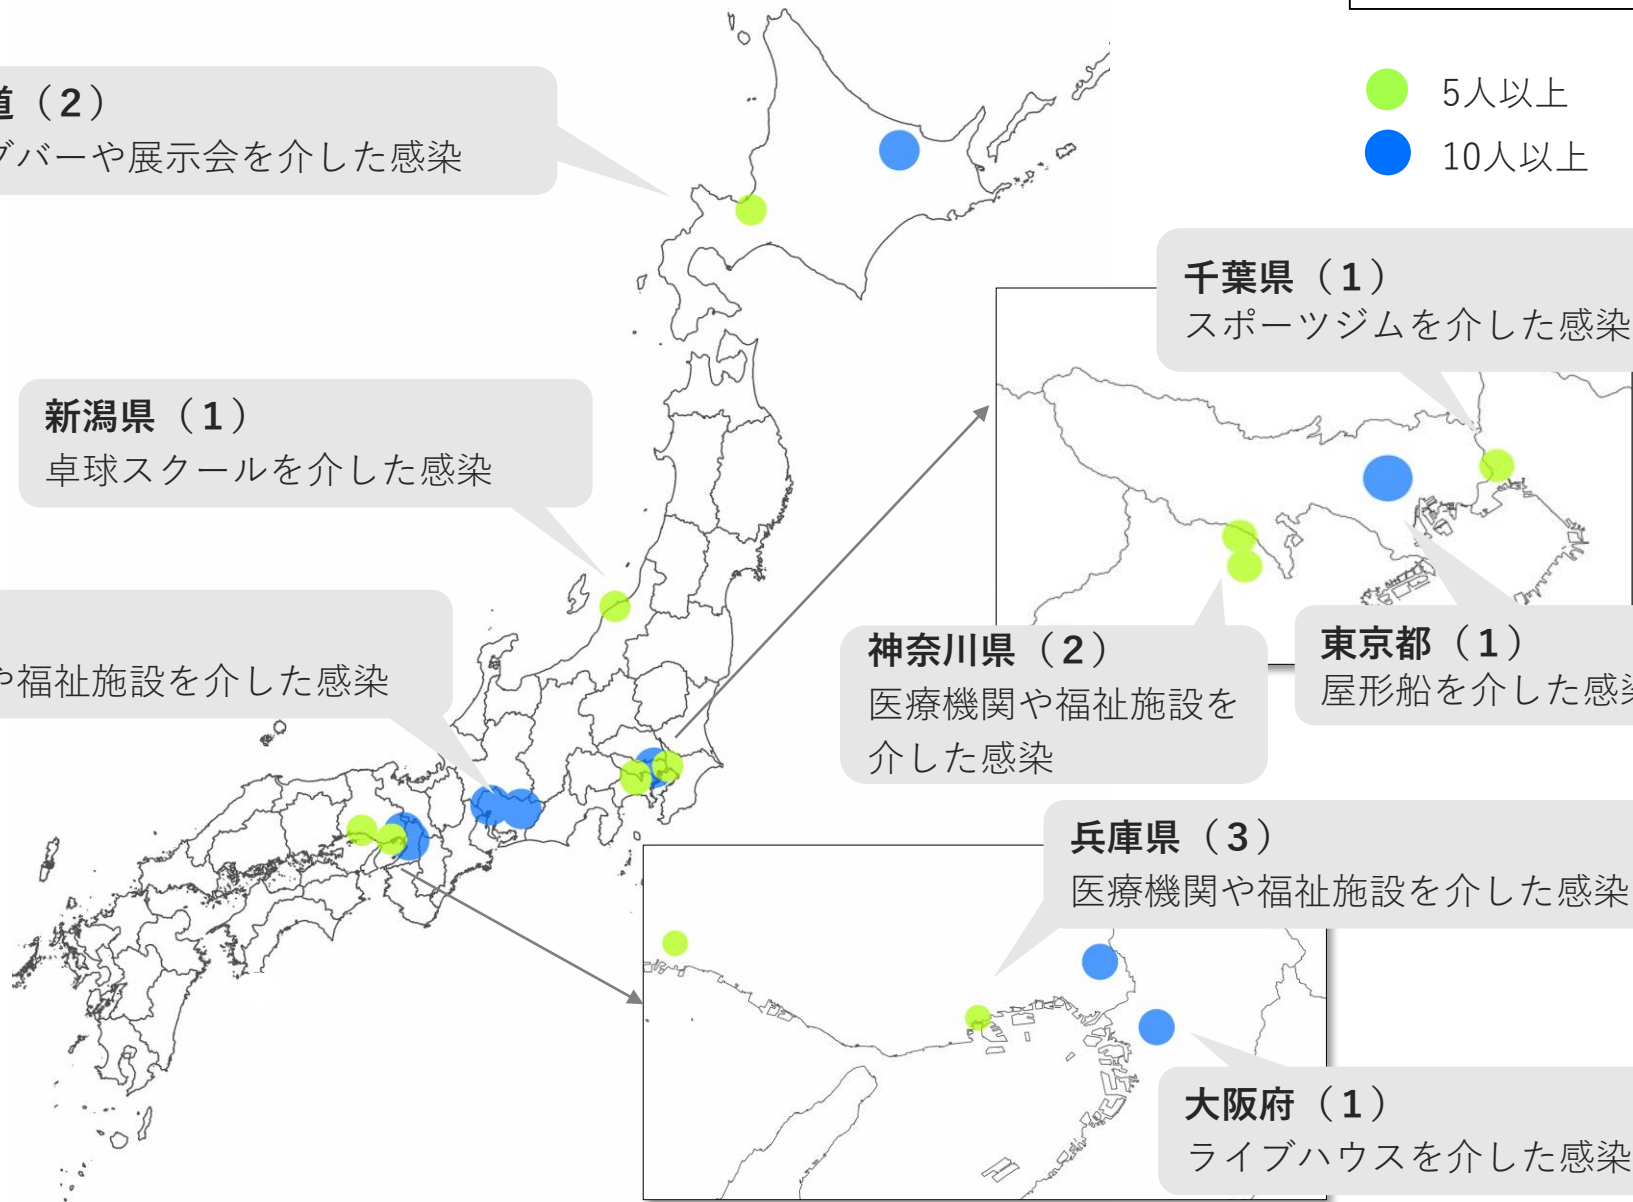 道（2）
バーや展示会を介した感染
5人以上
10人以上
千葉県（1）
スポーツジムを介した感染
新潟県（1）
卓球スクールを介した感染
や福祉施設を介した感染
神奈川県（2）
医療機関や福祉施設を
介した感染
東京都（1）
屋形船を介した感染
兵庫県（3）
医療機関や福祉施設を介した感染
大阪府（1）
ライブハウスを介した感染